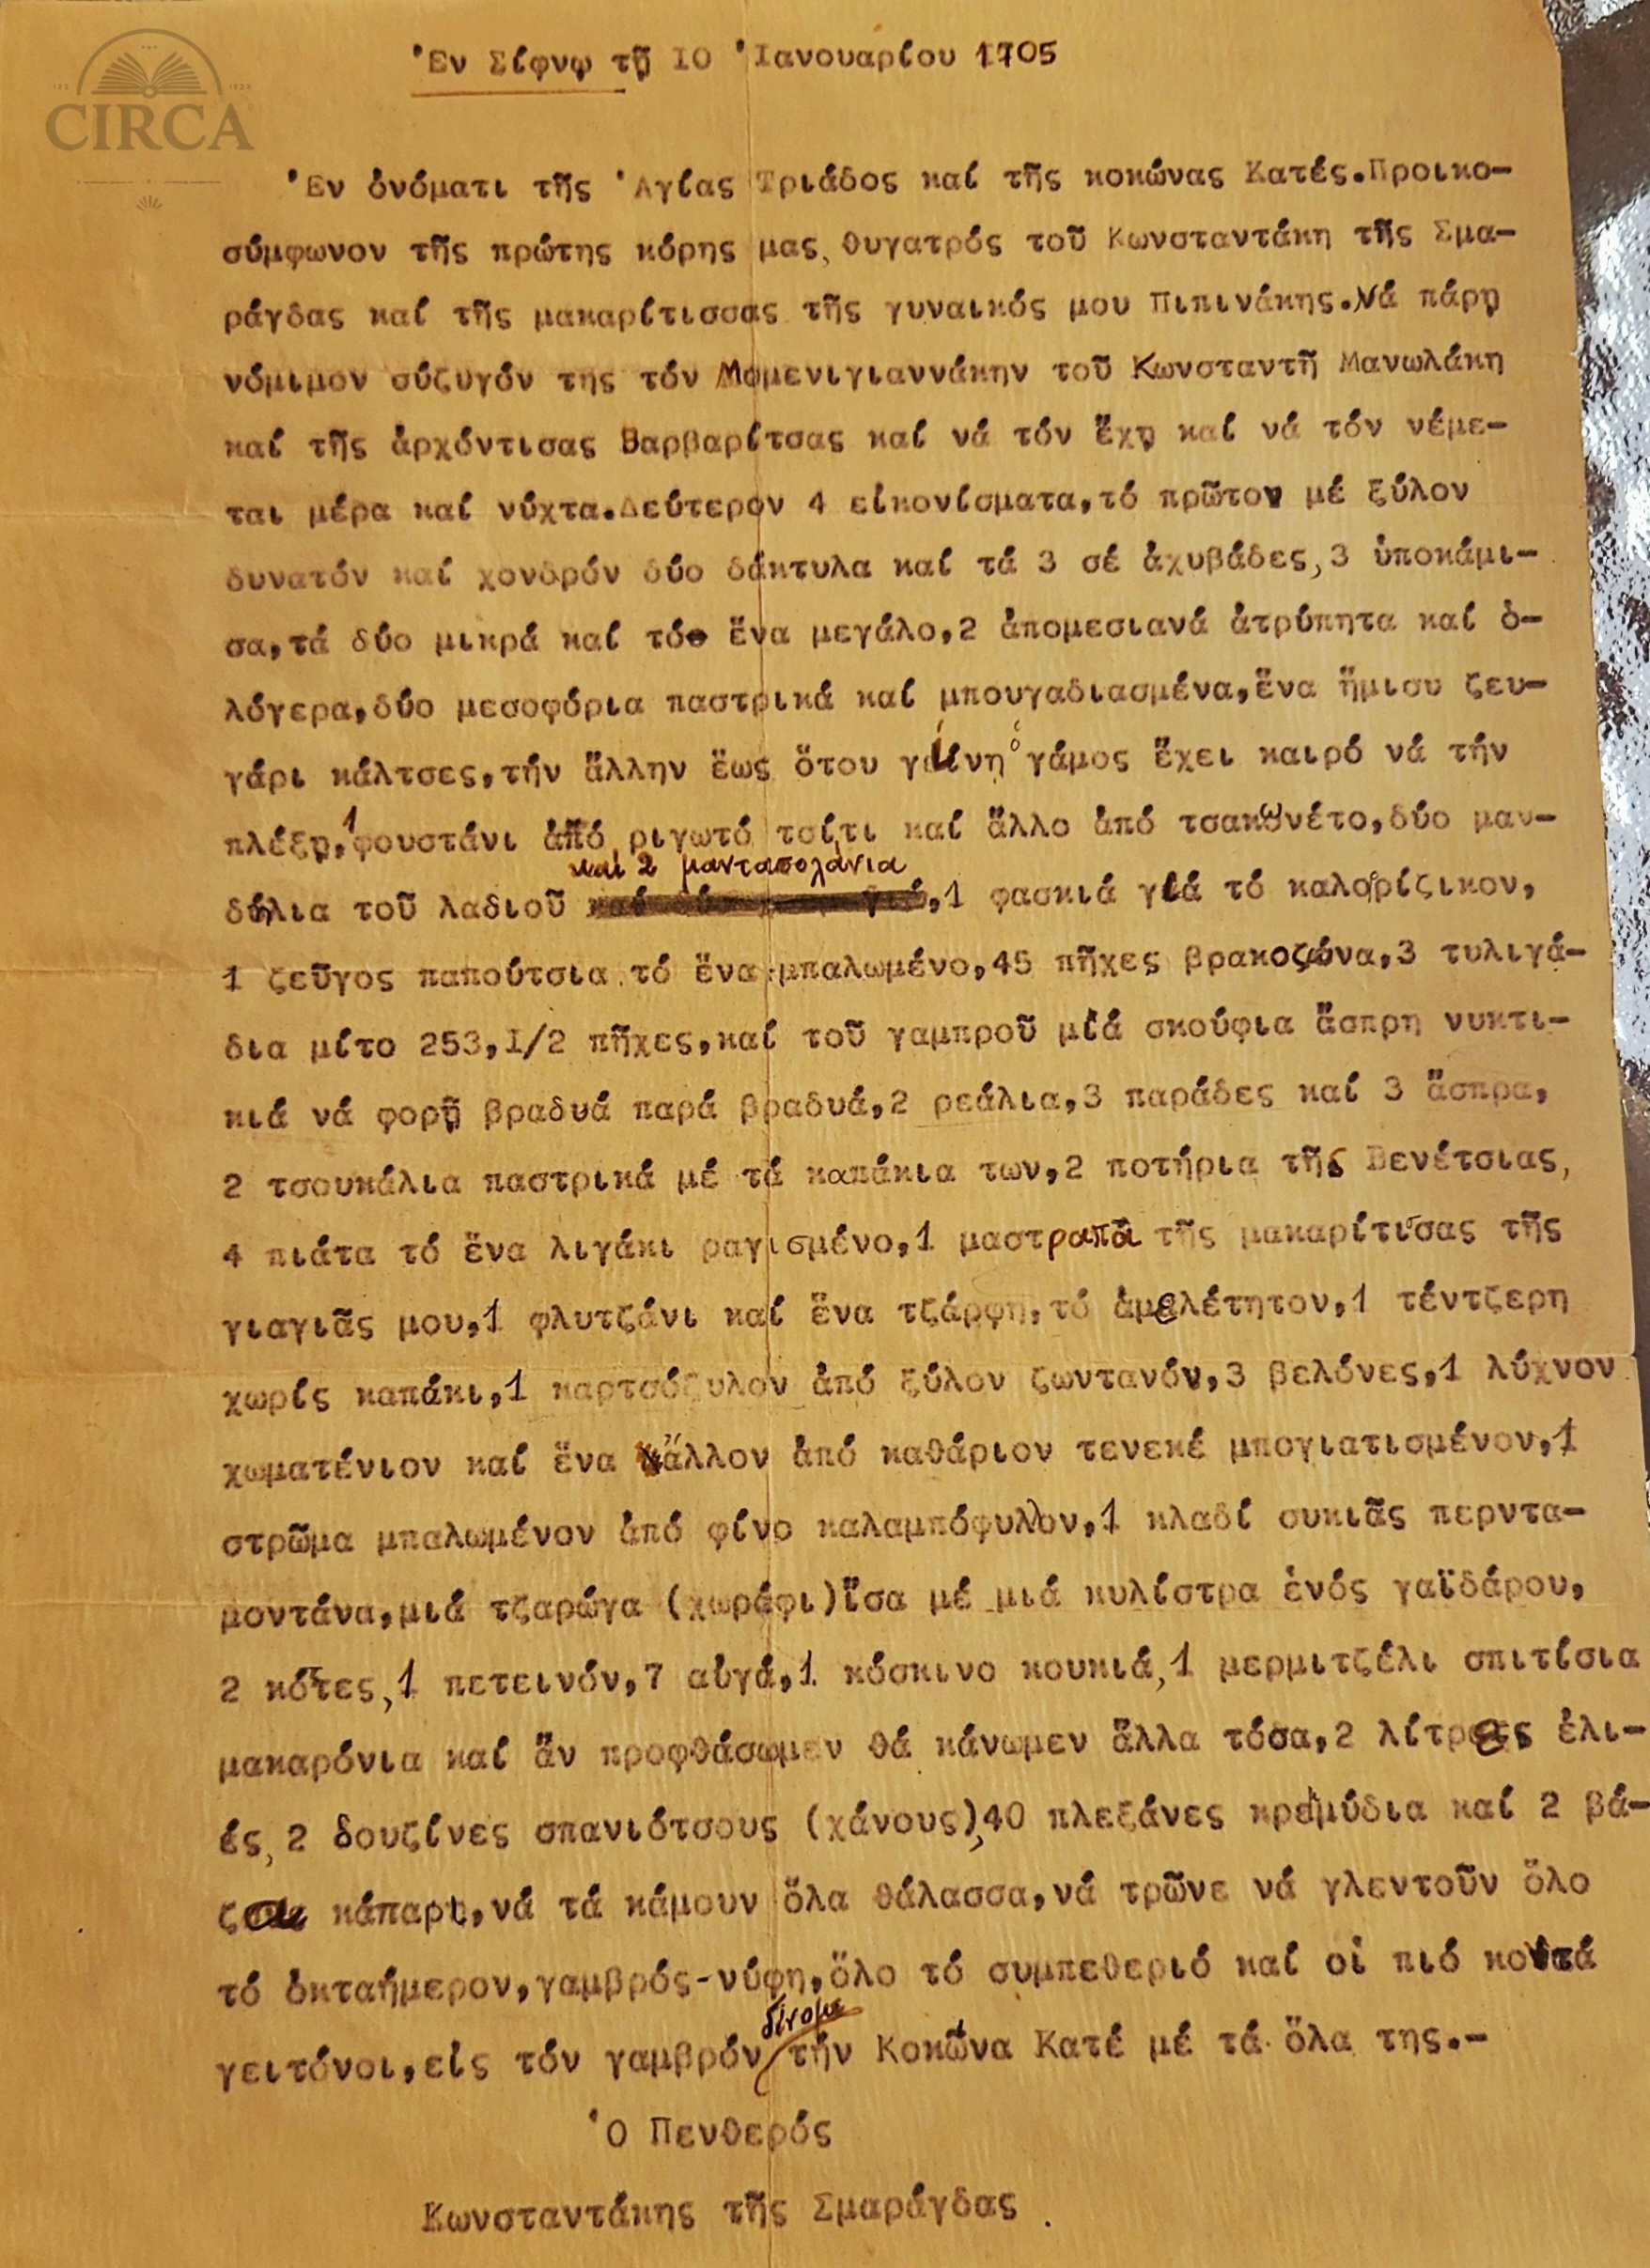 CIRCA
Ἐν Σίφνῳ τῇ 10 Ἰανουαρίου 1705
Ἐν ὀνόματι τῆς Ἁγίας Τριάδος καί τῆς κοκώνας Κατές.Προικο-
σύμφωνον τῆς πρώτης κόρης μας, θυγατρός τοῦ Κωνσταντάκη τῆς Σμα-
ράγδας καί τῆς μακαρίτισσας τῆς γυναικός μου Πιπινάκης.Νά πάρῃ
νόμιμον σύζυγόν της τόν Μομενιγιαννάκην τοῦ Κωνσταντῆ Μανωλάκη
καί τῆς ἀρχόντισας Βαρβαρίτσας καί νά τόν ἔχῃ καί νά τόν νέμε-
ται μέρα καί νύχτα.Δεύτερον 4 εἰκονίσματα,τό πρῶτον μέ ξύλον
δυνατόν καί χονδρόν δύο δάκτυλα καί τά 3 σέ ἀχυβάδες,3 ὑποκάμι-
σα,τά δύο μικρά καί τό ἕνα μεγάλο,2 ἀπομεσιανά ἀτρύπητα καί ὁ-
λόγερα,δύο μεσοφόρια παστρικά καί μπουγαδιασμένα,ἕνα ἥμισυ ζευ-
γάρι κάλτσες,τήν ἄλλην ἕως ὅτου γίνη ὁ γάμος ἔχει καιρό νά τήν
πλέξῃ,1 φουστάνι ἀπό ριγωτό τσίτι καί ἄλλο ἀπό τσακωνέτο,δύο μαν-
δήλια τοῦ λαδιοῦ καί 2 μανταπολάνια,1 φασκιά γιά τό καλορίζικον,
1 ζεῦγος παπούτσια τό ἕνα μπαλωμένο,45 πῆχες βρακοζώνα,3 τυλιγά-
δια μίτο 253,1/2 πῆχες,καί τοῦ γαμπροῦ μιά σκούφια ἄσπρη νυκτι-
κιά νά φορῇ βραδυά παρά βραδυά,2 ρεάλια,3 παράδες καί 3 ἄσπρα,
2 τσουκάλια παστρικά μέ τά καπάκια των,2 ποτήρια τῆς Βενέτσιας,
4 πιάτα τό ἕνα λιγάκι ραγισμένο,1 μαστραπᾶ τῆς μακαρίτισας τῆς
γιαγιᾶς μου,1 φλυτζάνι καί ἕνα τζάρφη,τό ἀμελέτητον,1 τέντζερη
χωρίς καπάκι,1 καρτσόξυλον ἀπό ξύλον ζωντανόν,3 βελόνες,1 λύχνον
χωματένιον καί ἕνα ἄλλον ἀπό καθάριον τενεκέ μπογιατισμένον,1
στρῶμα μπαλωμένον ἀπό φίνο καλαμπόφυλλον,1 κλαδί συκιᾶς περντα-
μοντάνα,μιά τζαρώγα (χωράφι)ἴσα μέ μιά κυλίστρα ἑνός γαϊδάρου,
2 κότες,1 πετεινόν,7 αὐγά,1 κόσκινο κουκιά,1 μερμιτζέλι σπιτίσια
μακαρόνια καί ἄν προφθάσωμεν θά κάνωμεν ἄλλα τόσα,2 λίτρες ἐλι-
ές,2 δουζίνες σπανιότσους (χάνους),40 πλεξάνες κρεμύδια καί 2 βά-
ζα κάπαρι,νά τά κάμουν ὅλα θάλασσα,νά τρῶνε νά γλεντοῦν ὅλο
τό ὀκταήμερον,γαμβρός-νύφη,ὅλο τό συμπεθεριό καί οἱ πιό κοντά
γειτόνοι,εἰς τόν γαμβρόν δίνομε τήν Κοκώνα Κατέ μέ τά ὅλα της.-
Ὁ Πενθερός
Κωνσταντάκης τῆς Σμαράγδας.